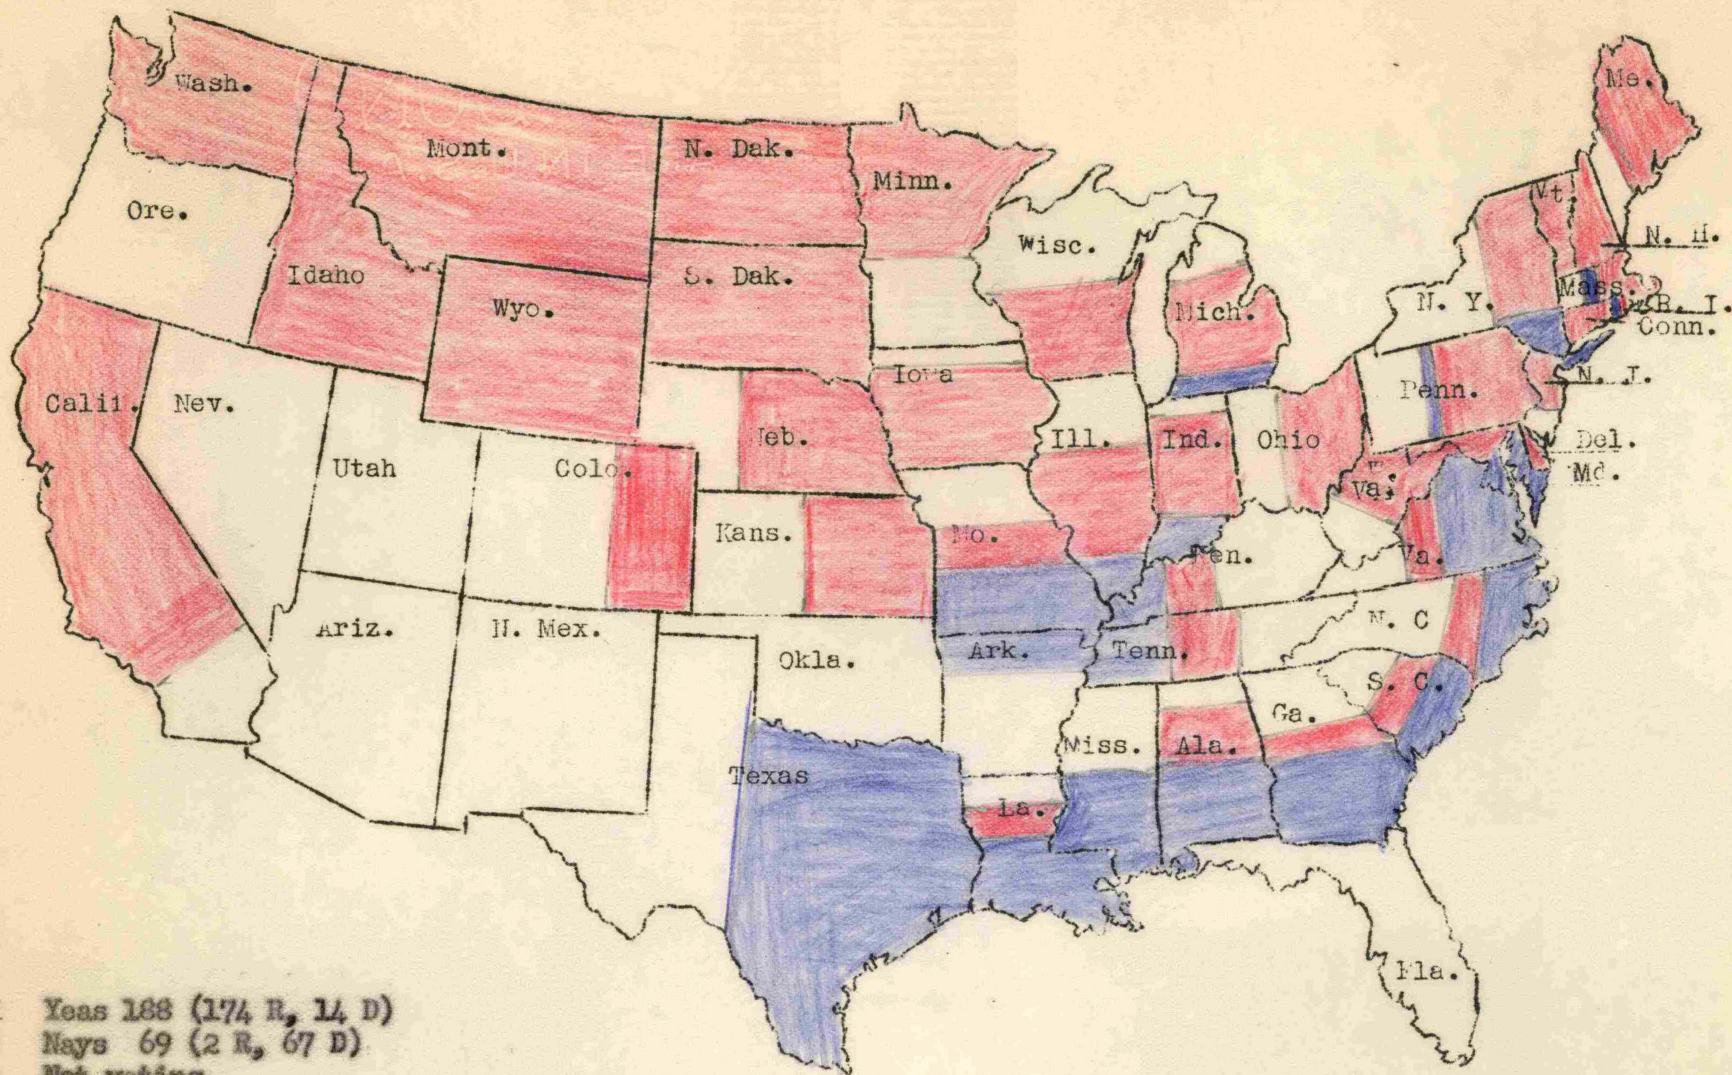 Wash.
Mont.
N. Dak.
Minn.
Me.
Ore.
Idaho
Wyo.
S. Dak.
Wisc.
Mich.
N. Y.
Vt.
N. H.
Mass.
R. I.
Conn.
Calif.
Nev.
Utah
Colo.
Neb.
Iowa
Ill.
Ind.
Ohio
Penn.
N. J.
Del.
Md.
Kans.
Mo.
Ken.
W.
Va.
Va.
Ariz.
N. Mex.
Okla.
Ark.
Tenn.
N. C
S. C.
Texas
La.
Miss.
Ala.
Ga.
Fla.
Yeas 188 (174 R, 14 D)
Nays 69 (2 R, 67 D)
Not voting